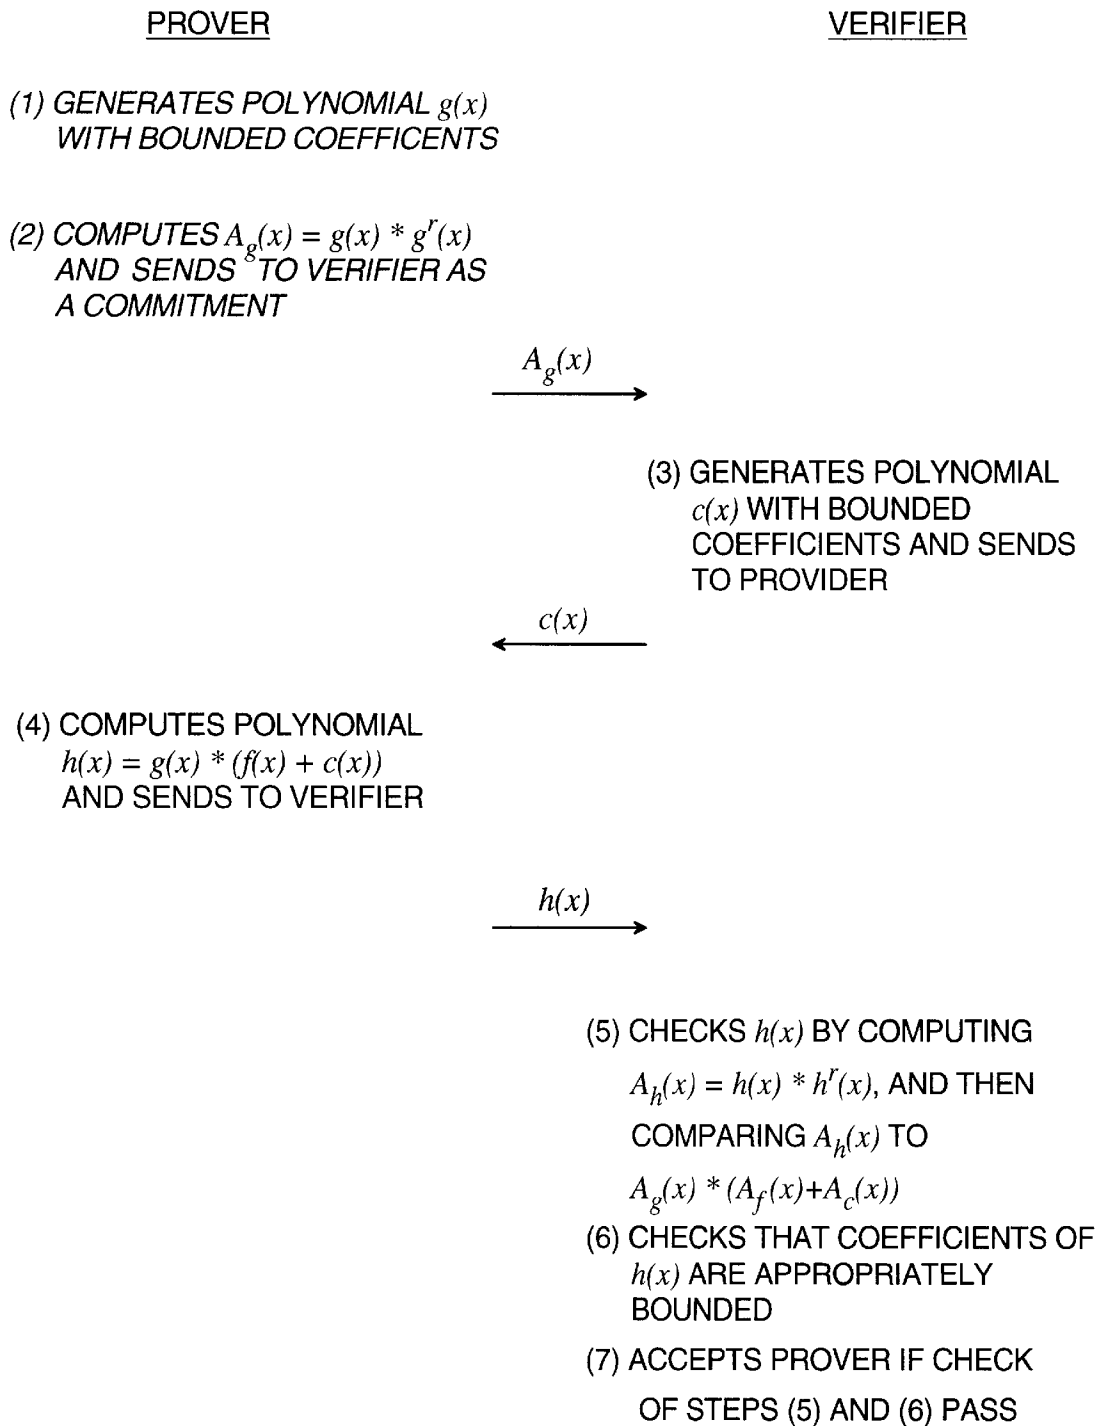 PROVER
VERIFIER
(1) GENERATES POLYNOMIAL g(x)
WITH BOUNDED COEFFICENTS
(2) COMPUTES A_g(x) = g(x) * g^r(x)
AND SENDS TO VERIFIER AS
A COMMITMENT
A_g(x)
(3) GENERATES POLYNOMIAL
c(x) WITH BOUNDED
COEFFICIENTS AND SENDS
TO PROVIDER
c(x)
(4) COMPUTES POLYNOMIAL
h(x) = g(x) * (f(x) + c(x))
AND SENDS TO VERIFIER
h(x)
(5) CHECKS h(x) BY COMPUTING
A_h(x) = h(x) * h^r(x), AND THEN
COMPARING A_h(x) TO
A_g(x) * (A_f(x)+A_c(x))
(6) CHECKS THAT COEFFICIENTS OF
h(x) ARE APPROPRIATELY
BOUNDED
(7) ACCEPTS PROVER IF CHECK
OF STEPS (5) AND (6) PASS